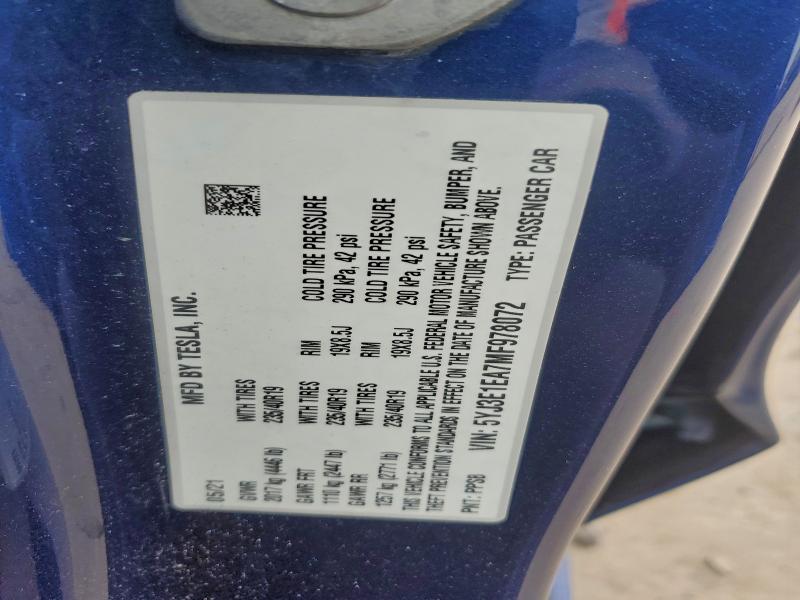 MFD BY TESLA, INC.
05/21
GVWR WITH TIRES
2017 kg (4446 lb) 235/40R19
GAWR FRT WITH TIRES RIM COLD TIRE PRESSURE
1110 kg (2447 lb) 235/40R19 19X8.5J 290 kPa, 42 psi
GAWR RR WITH TIRES RIM COLD TIRE PRESSURE
1257 kg (2771 lb) 235/40R19 19X8.5J 290 kPa, 42 psi
THIS VEHICLE CONFORMS TO ALL APPLICABLE U.S. FEDERAL MOTOR VEHICLE SAFETY, BUMPER, AND
THEFT PREVENTION STANDARDS IN EFFECT ON THE DATE OF MANUFACTURE SHOWN ABOVE.
PNT: PPSB VIN: 5YJ3E1EA7MF978072 TYPE: PASSENGER CAR